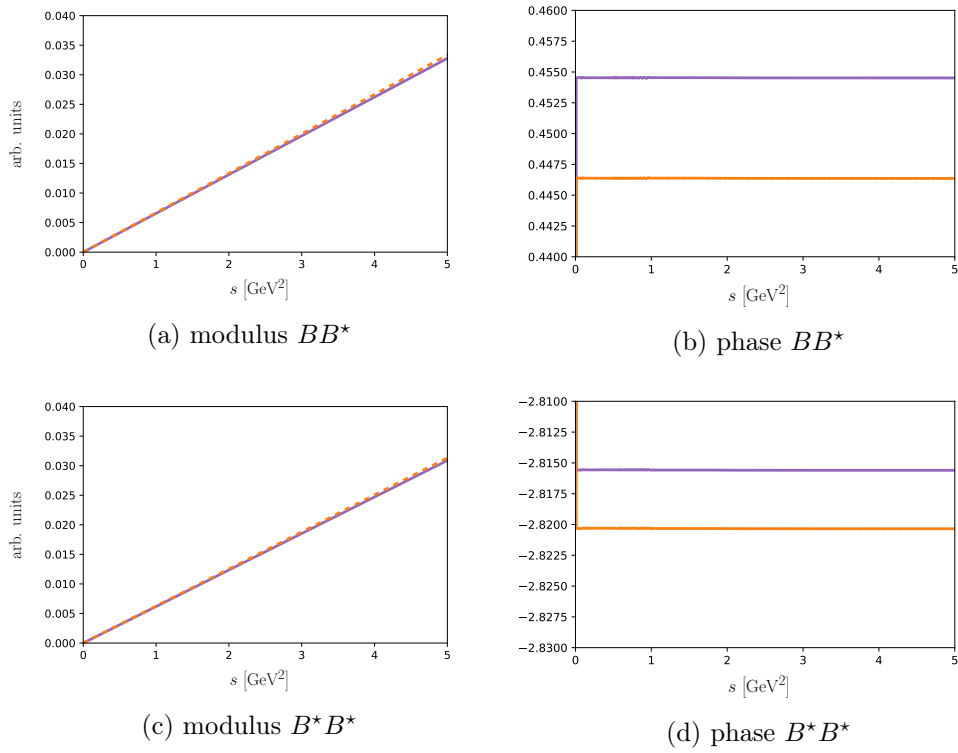 0.040
0.035
0.030
0.025
0.020
0.015
0.010
0.005
0.000
arb. units
0 1 2 3 4 5
s [GeV²]
(a) modulus BB⋆
0.4600
0.4575
0.4550
0.4525
0.4500
0.4475
0.4450
0.4425
0.4400
0 1 2 3 4 5
s [GeV²]
(b) phase BB⋆
0.040
0.035
0.030
0.025
0.020
0.015
0.010
0.005
0.000
arb. units
0 1 2 3 4 5
s [GeV²]
(c) modulus B⋆B⋆
−2.8100
−2.8125
−2.8150
−2.8175
−2.8200
−2.8225
−2.8250
−2.8275
−2.8300
0 1 2 3 4 5
s [GeV²]
(d) phase B⋆B⋆